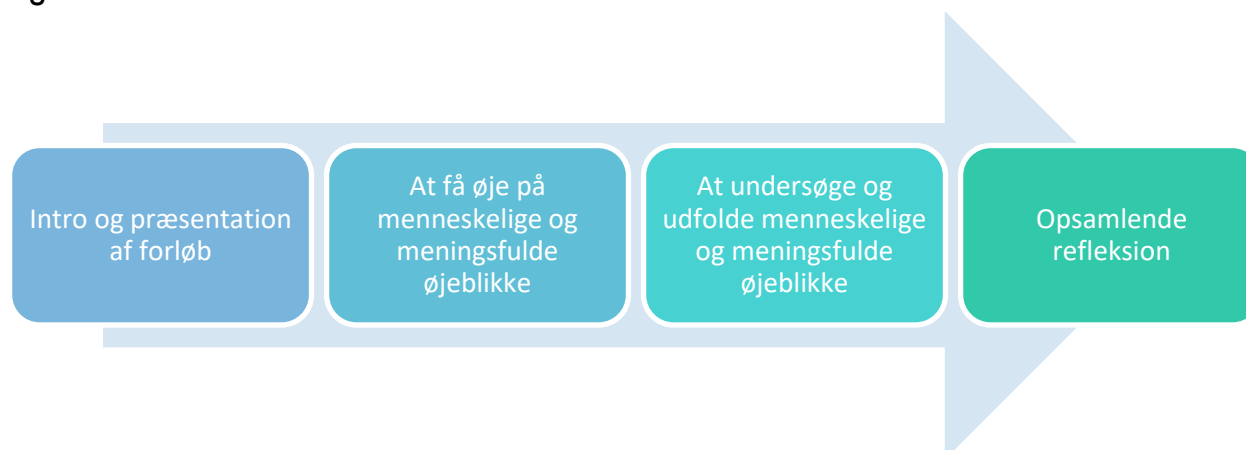 Intro og præsentation
af forløb
At få øje på
menneskelige og
meningsfulde
øjeblikke
At undersøge og
udfolde menneskelige
og meningsfulde
øjeblikke
Opsamlende
refleksion